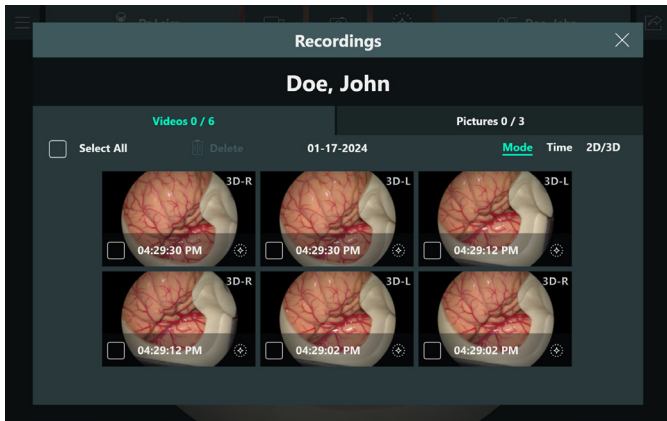 Recordings
Doe, John
Videos 0 / 6
Pictures 0 / 3
Select All
Delete
01-17-2024
Mode
Time
2D/3D
3D-R
04:29:30 PM
3D-L
04:29:30 PM
3D-L
04:29:12 PM
3D-R
04:29:12 PM
3D-L
04:29:02 PM
3D-R
04:29:02 PM